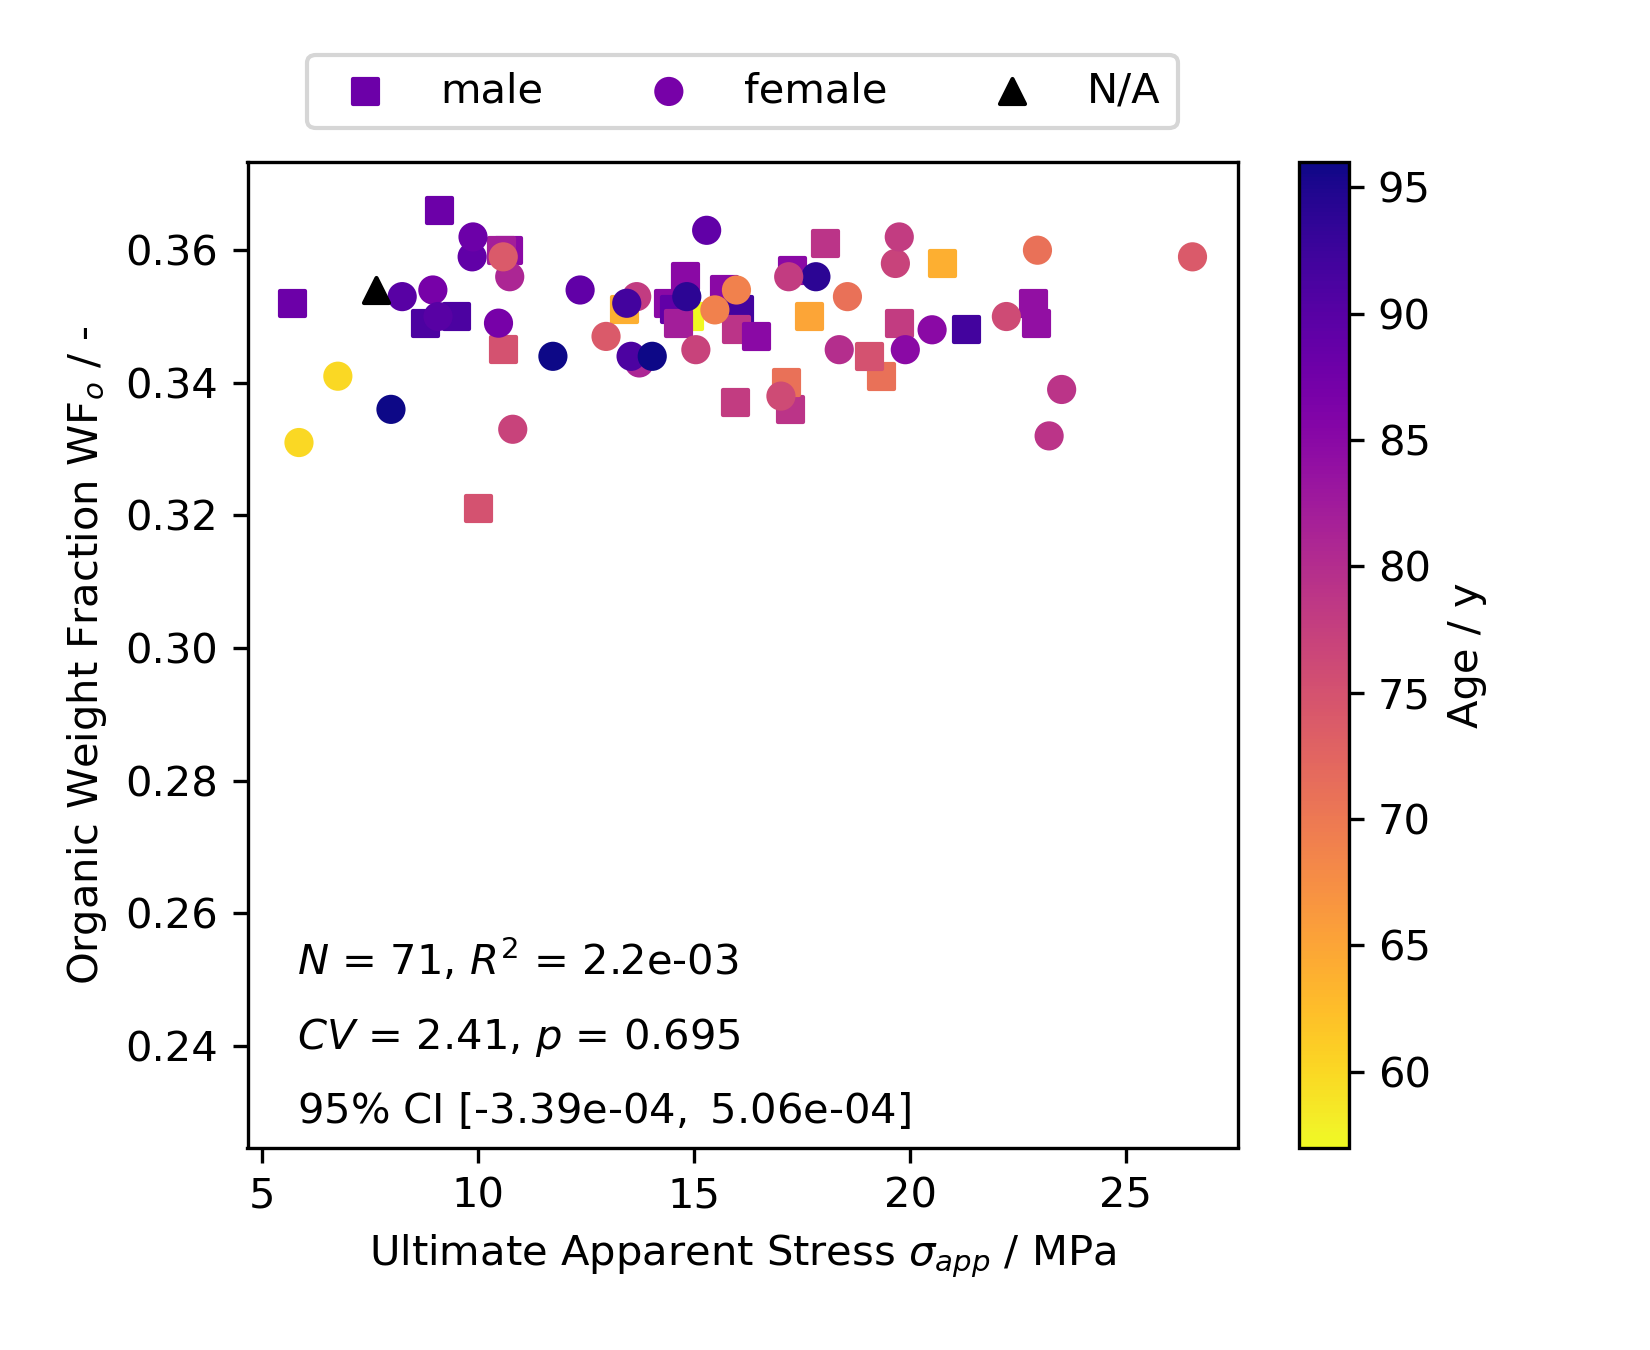 male female N/A
Organic Weight Fraction WFₒ / -
0.36
0.34
0.32
0.30
0.28
0.26
0.24
N = 71, R² = 2.2e-03
CV = 2.41, p = 0.695
95% CI [-3.39e-04, 5.06e-04]
5 10 15 20 25
Ultimate Apparent Stress σ_app / MPa
95
90
85
80
75
70
65
60
Age / y